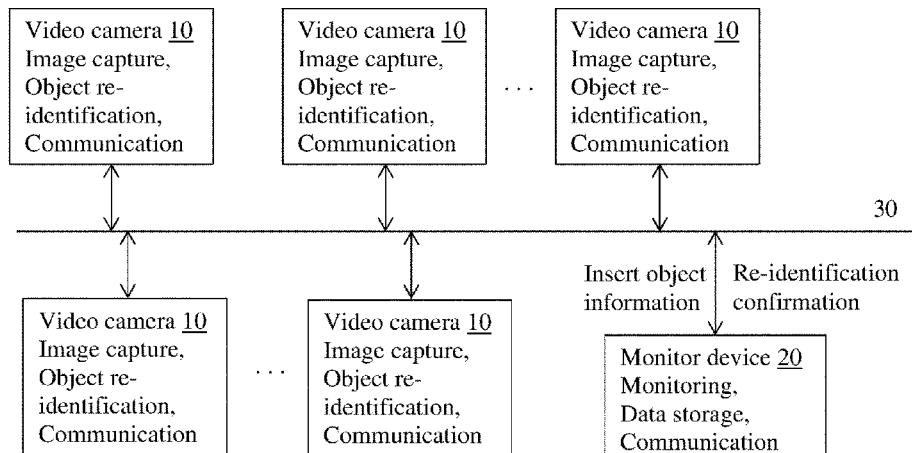 Video camera 10
Image capture,
Object re-
identification,
Communication
Video camera 10
Image capture,
Object re-
identification,
Communication
. . .
Video camera 10
Image capture,
Object re-
identification,
Communication
30
Insert object
information
Re-identification
confirmation
Video camera 10
Image capture,
Object re-
identification,
Communication
. . .
Video camera 10
Image capture,
Object re-
identification,
Communication
Monitor device 20
Monitoring,
Data storage,
Communication